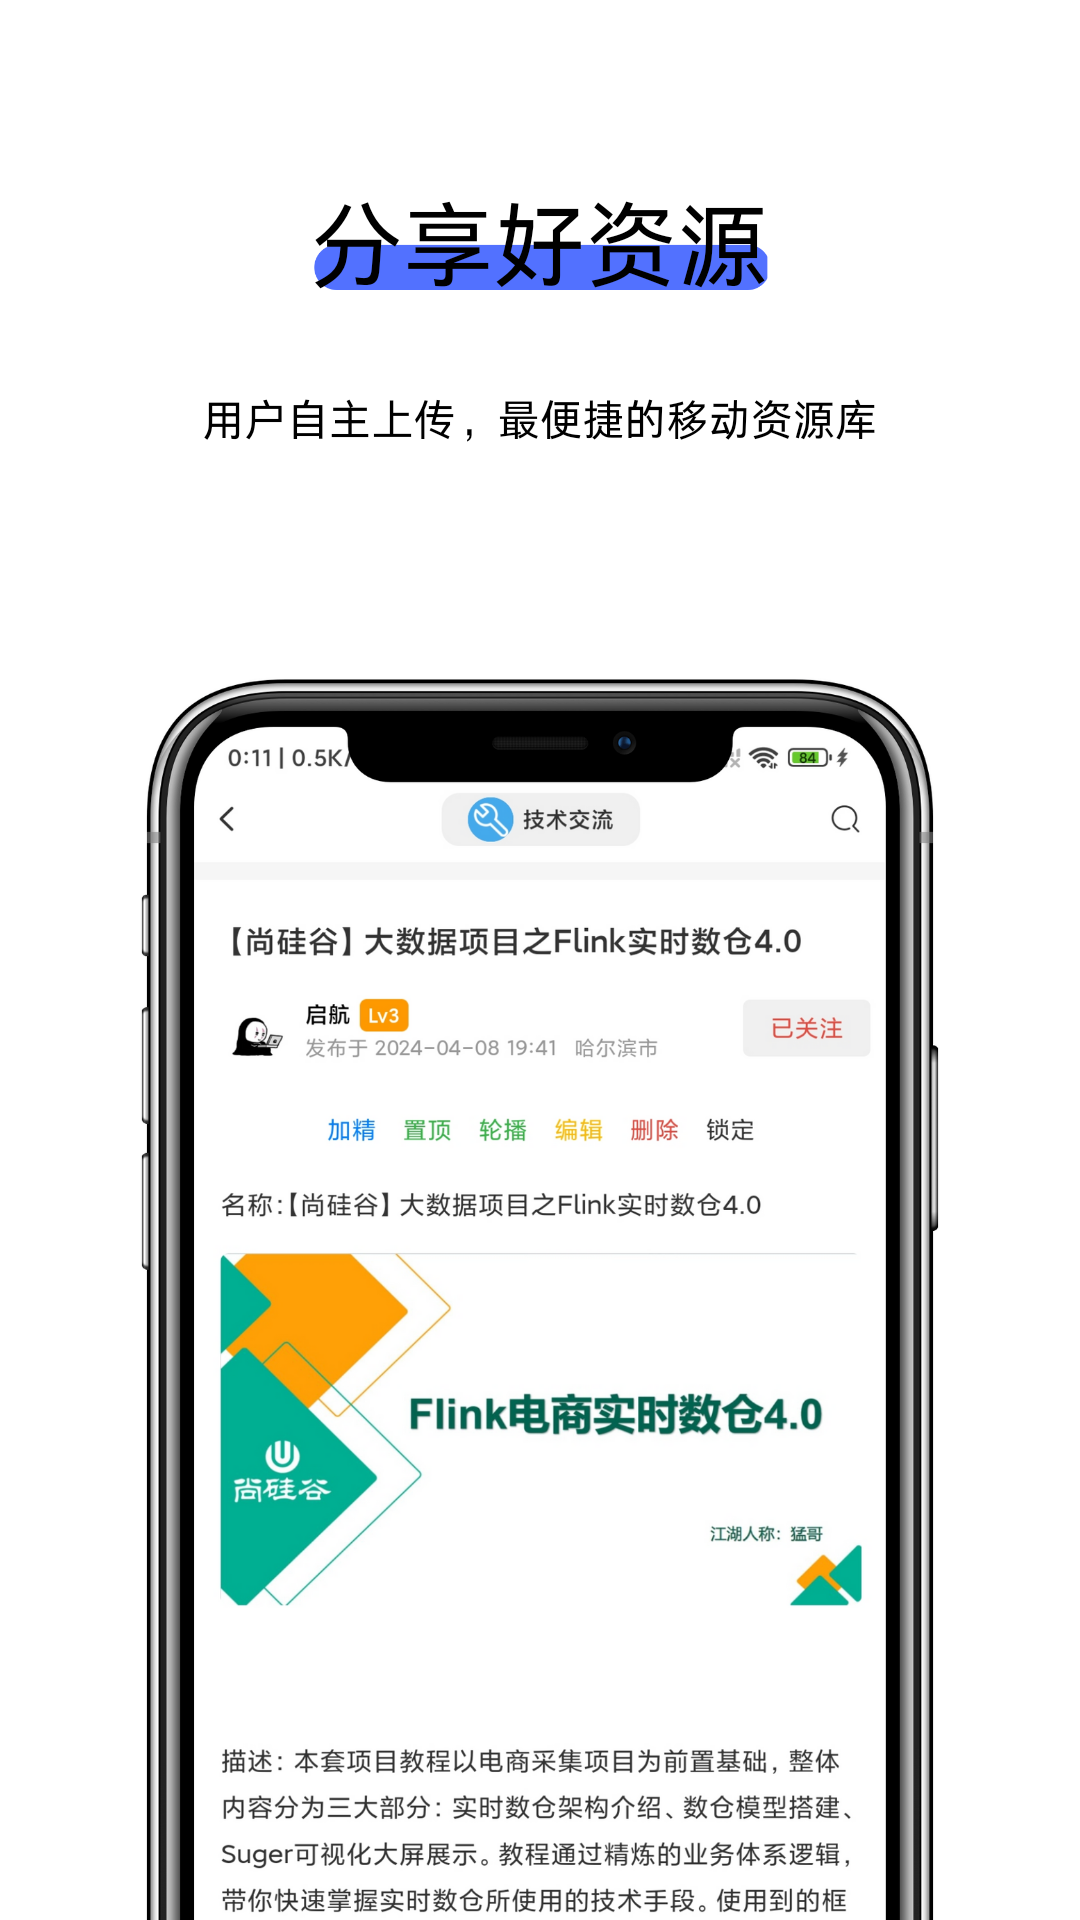 分享好资源
用户自主上传，最便捷的移动资源库
0:11 | 0.5K/
84
技术交流
【尚硅谷】大数据项目之Flink实时数仓4.0
启航 Lv3
已关注
发布于 2024-04-08 19:41 哈尔滨市
加精 置顶 轮播 编辑 删除 锁定
名称：【尚硅谷】大数据项目之Flink实时数仓4.0
Flink电商实时数仓4.0
尚硅谷
江湖人称：猛哥
描述：本套项目教程以电商采集项目为前置基础，整体
内容分为三大部分：实时数仓架构介绍、数仓模型搭建、
Suger可视化大屏展示。教程通过精炼的业务体系逻辑，
带你快速掌握实时数仓所使用的技术手段。使用到的框